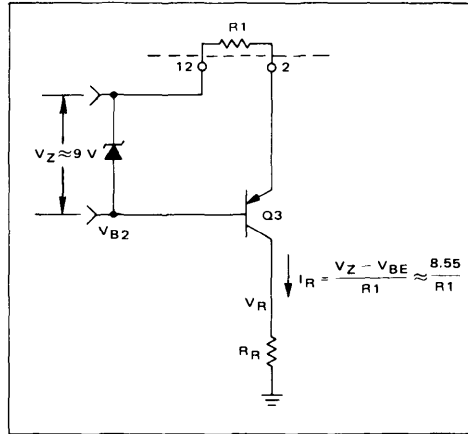 R1
12
2
VZ ≈ 9 V
Q3
VB2
IR = VZ − VBE / R1 ≈ 8.55 / R1
VR
RR